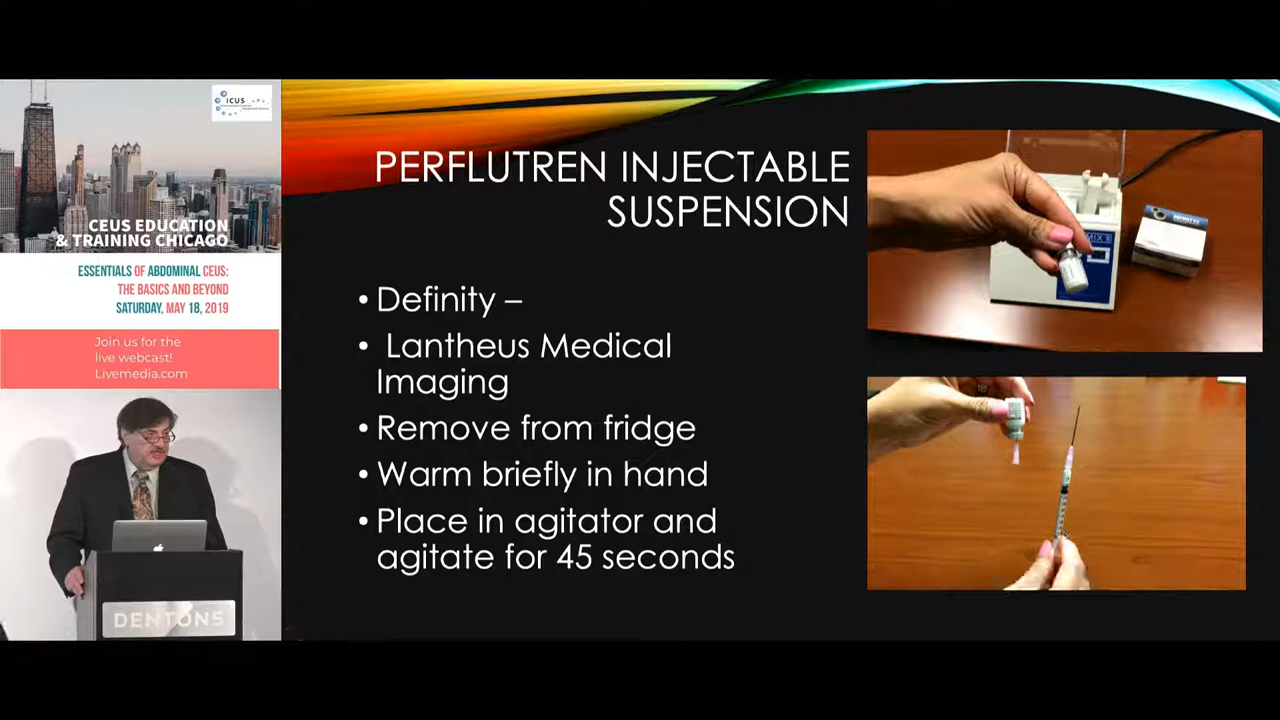 ICUS
CEUS EDUCATION
& TRAINING CHICAGO
ESSENTIALS OF ABDOMINAL CEUS:
THE BASICS AND BEYOND
SATURDAY, MAY 18, 2019
Join us for the
live webcast!
Livemedia.com
DENTONS
PERFLUTREN INJECTABLE
SUSPENSION
• Definity –
• Lantheus Medical
Imaging
• Remove from fridge
• Warm briefly in hand
• Place in agitator and
agitate for 45 seconds